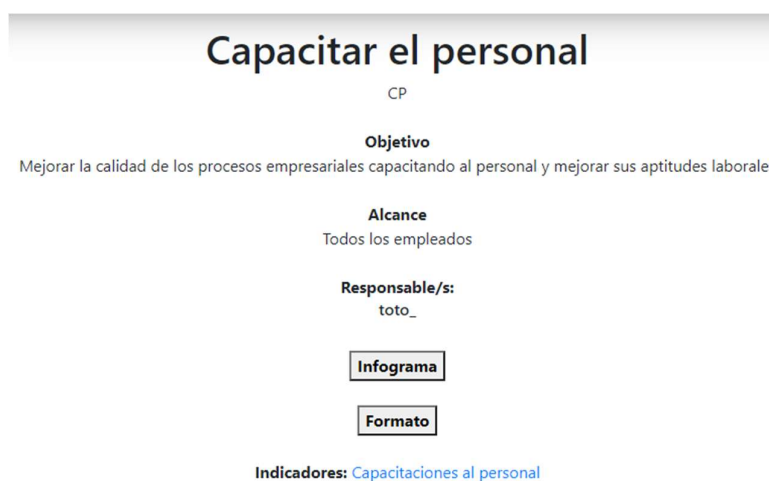 Capacitar el personal
CP
Objetivo
Mejorar la calidad de los procesos empresariales capacitando al personal y mejorar sus aptitudes laborale
Alcance
Todos los empleados
Responsable/s:
toto_
Infograma
Formato
Indicadores: Capacitaciones al personal